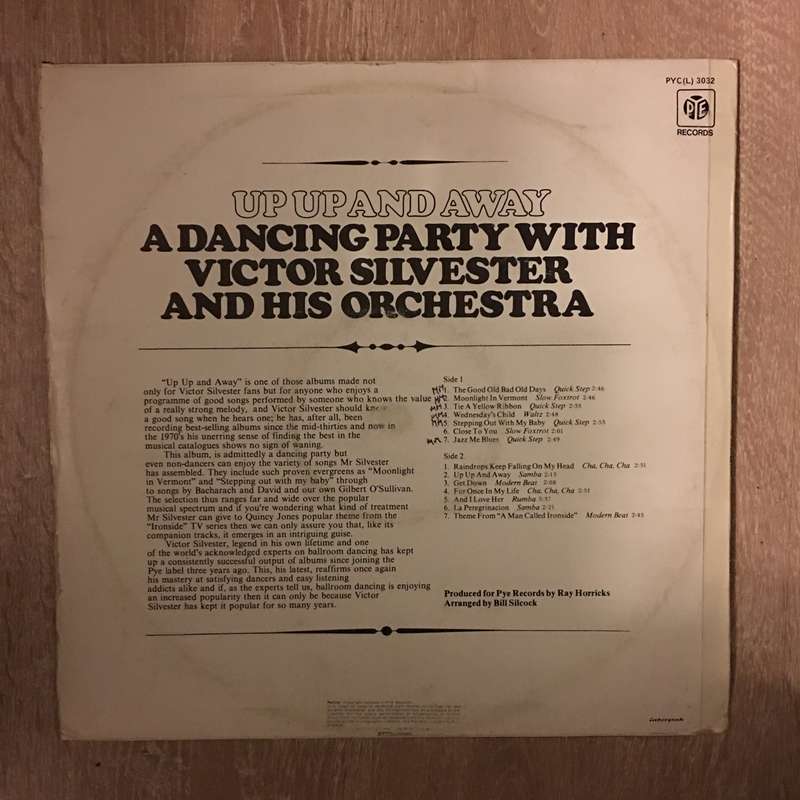 PYC(L) 3032
PYE
RECORDS
UP UP AND AWAY
A DANCING PARTY WITH
VICTOR SILVESTER
AND HIS ORCHESTRA
"Up Up and Away" is one of those albums made not
only for Victor Silvester fans but for anyone who enjoys a
programme of good songs performed by someone who knows the value
of a really strong melody, and Victor Silvester should know
a good song when he hears one; he has, after all, been
recording best-selling albums since the mid-thirties and now in
the 1970's his unerring sense of finding the best in the
musical catalogues shows no sign of waning.
This album, is admittedly a dancing party but
even non-dancers can enjoy the variety of songs Mr Silvester
has assembled. They include such proven evergreens as "Moonlight
in Vermont" and "Stepping out with my baby" through
to songs by Bacharach and David and our own Gilbert O'Sullivan.
The selection thus ranges far and wide over the popular
musical spectrum and if you're wondering what kind of treatment
Mr Silvester can give to Quincy Jones popular theme from the
"Ironside" TV series then we can only assure you that, like its
companion tracks, it emerges in an intriguing guise.
Victor Silvester, legend in his own lifetime and one
of the world's acknowledged experts on ballroom dancing has kept
up a consistently successful output of albums since joining the
Pye label three years ago. This, his latest, reaffirms once again
his mastery at satisfying dancers and easy listening
addicts alike and if, as the experts tell us, ballroom dancing is enjoying
an increased popularity then it can only be because Victor
Silvester has kept it popular for so many years.
Side 1
1. The Good Old Bad Old Days Quick Step 2:46
2. Moonlight In Vermont Slow Foxtrot 2:46
3. Tie A Yellow Ribbon Quick Step 2:58
4. Wednesday's Child Waltz 2:48
5. Stepping Out With My Baby Quick Step 2:55
6. Close To You Slow Foxtrot 2:01
7. Jazz Me Blues Quick Step 2:49
Side 2.
1. Raindrops Keep Falling On My Head Cha, Cha, Cha 2:51
2. Up And Away Samba 2:15
3. Get Down Modern Beat 2:08
4. For Once In My Life Cha, Cha, Cha 2:51
5. And I Love Her Rumba 2:37
6. La Peregrinacion Samba 2:21
7. Theme From "A Man Called Ironside" Modern Beat 2:45
Produced for Pye Records by Ray Horricks
Arranged by Bill Silcock